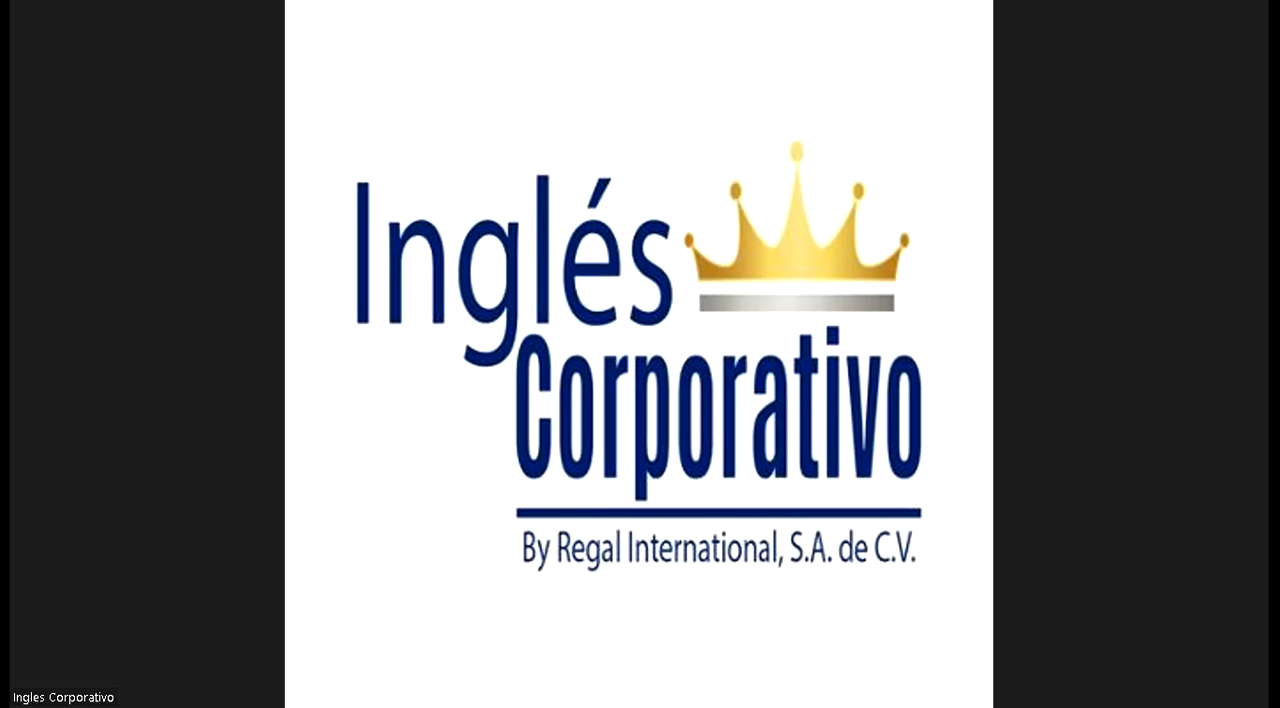 Inglés
Corporativo
By Regal International, S.A. de C.V.
Ingles Corporativo